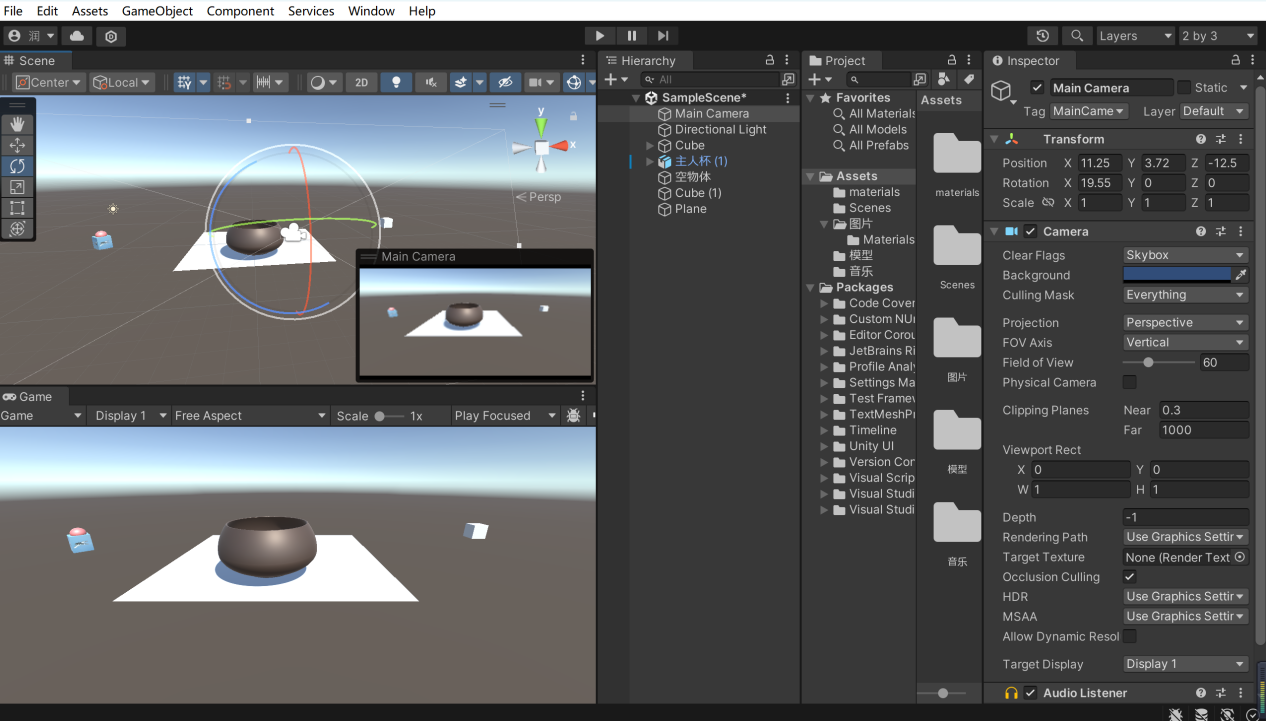 File Edit Assets GameObject Component Services Window Help
润 Layers 2 by 3
Scene
Center Local 2D
y
x
Persp
Main Camera
Game
Game Display 1 Free Aspect Scale 1x Play Focused
Hierarchy
All
SampleScene*
Main Camera
Directional Light
Cube
主人杯 (1)
空物体
Cube (1)
Plane
Project
Favorites
All Materials
All Models
All Prefabs
Assets
materials
Scenes
图片
Materials
模型
音乐
Packages
Code Cover
Custom NUn
Editor Corou
JetBrains Ri
Profile Analy
Settings Ma
Test Framew
TextMeshPr
Timeline
Unity UI
Version Con
Visual Scrip
Visual Studi
Visual Studi
Assets
materials
Scenes
图片
模型
音乐
Inspector
Main Camera Static
Tag MainCame Layer Default
Transform
Position X 11.25 Y 3.72 Z -12.5
Rotation X 19.55 Y 0 Z 0
Scale X 1 Y 1 Z 1
Camera
Clear Flags Skybox
Background
Culling Mask Everything
Projection Perspective
FOV Axis Vertical
Field of View 60
Physical Camera
Clipping Planes Near 0.3
Far 1000
Viewport Rect
X 0 Y 0
W 1 H 1
Depth -1
Rendering Path Use Graphics Settir
Target Texture None (Render Text
Occlusion Culling
HDR Use Graphics Settir
MSAA Use Graphics Settir
Allow Dynamic Resol
Target Display Display 1
Audio Listener